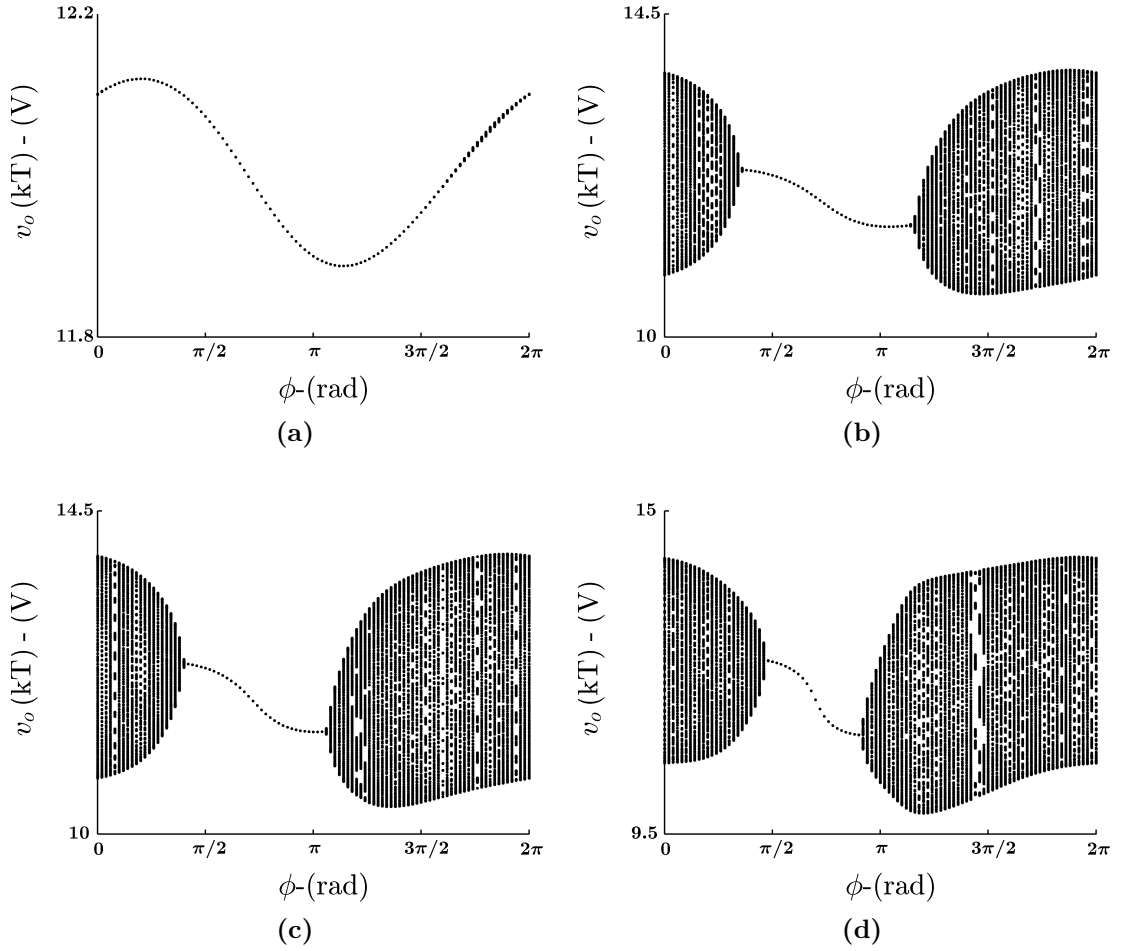 12.2
v_o (kT) - (V)
11.8
0 π/2 π 3π/2 2π
ϕ-(rad)
(a)
14.5
v_o (kT) - (V)
10
0 π/2 π 3π/2 2π
ϕ-(rad)
(b)
14.5
v_o (kT) - (V)
10
0 π/2 π 3π/2 2π
ϕ-(rad)
(c)
15
v_o (kT) - (V)
9.5
0 π/2 π 3π/2 2π
ϕ-(rad)
(d)